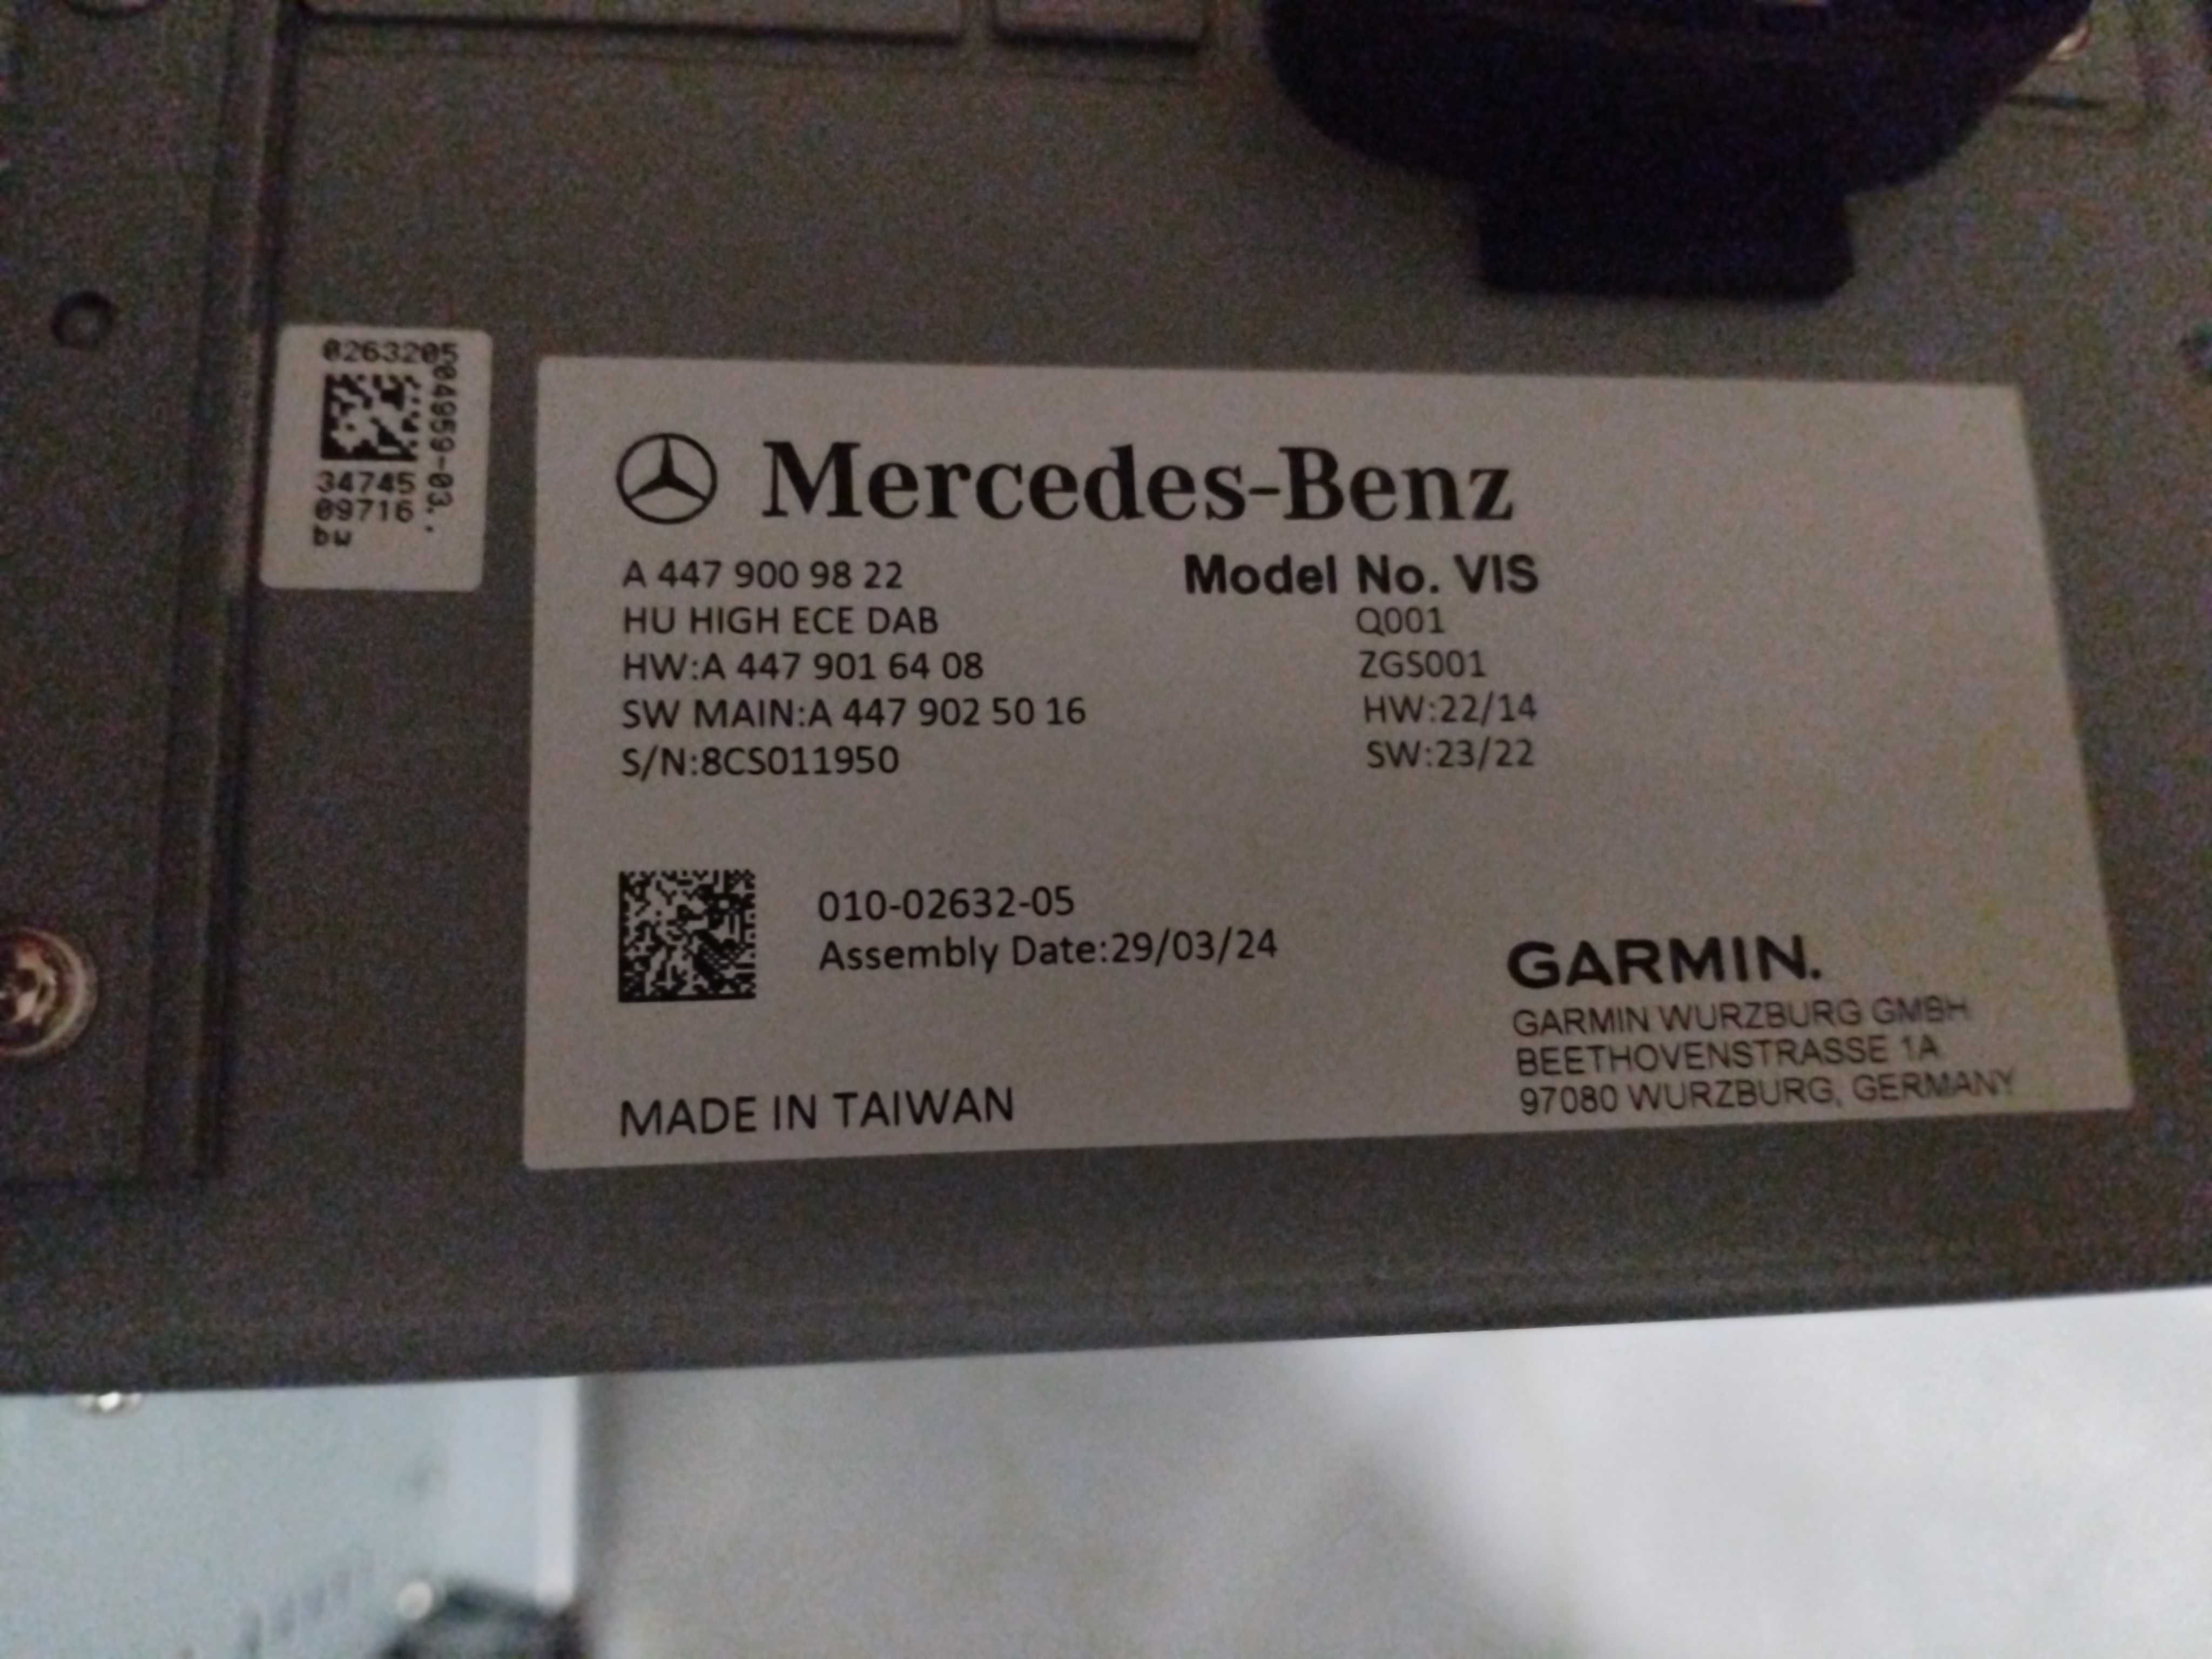 0263205
004959-03..
34745
09716
bw
Mercedes-Benz
A 447 900 98 22
Model No. VIS
HU HIGH ECE DAB
Q001
HW:A 447 901 64 08
ZGS001
SW MAIN:A 447 902 50 16
HW:22/14
S/N:8CS011950
SW:23/22
010-02632-05
Assembly Date:29/03/24
GARMIN.
GARMIN WURZBURG GMBH
BEETHOVENSTRASSE 1A
97080 WURZBURG, GERMANY
MADE IN TAIWAN